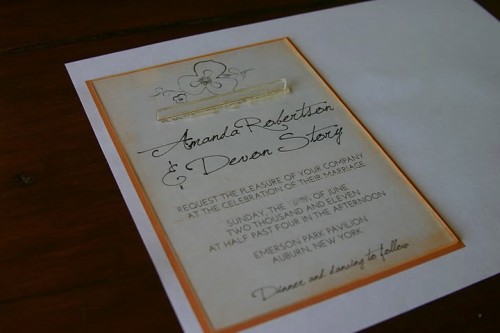 Amanda Robertson
& Devon Story
REQUEST THE PLEASURE OF YOUR COMPANY
AT THE CELEBRATION OF THEIR MARRIAGE
SUNDAY, THE OF JUNE
TWO THOUSAND AND ELEVEN
AT HALF PAST FOUR IN THE AFTERNOON
EMERSON PARK PAVILION
AUBURN, NEW YORK
Dinner and dancing to follow